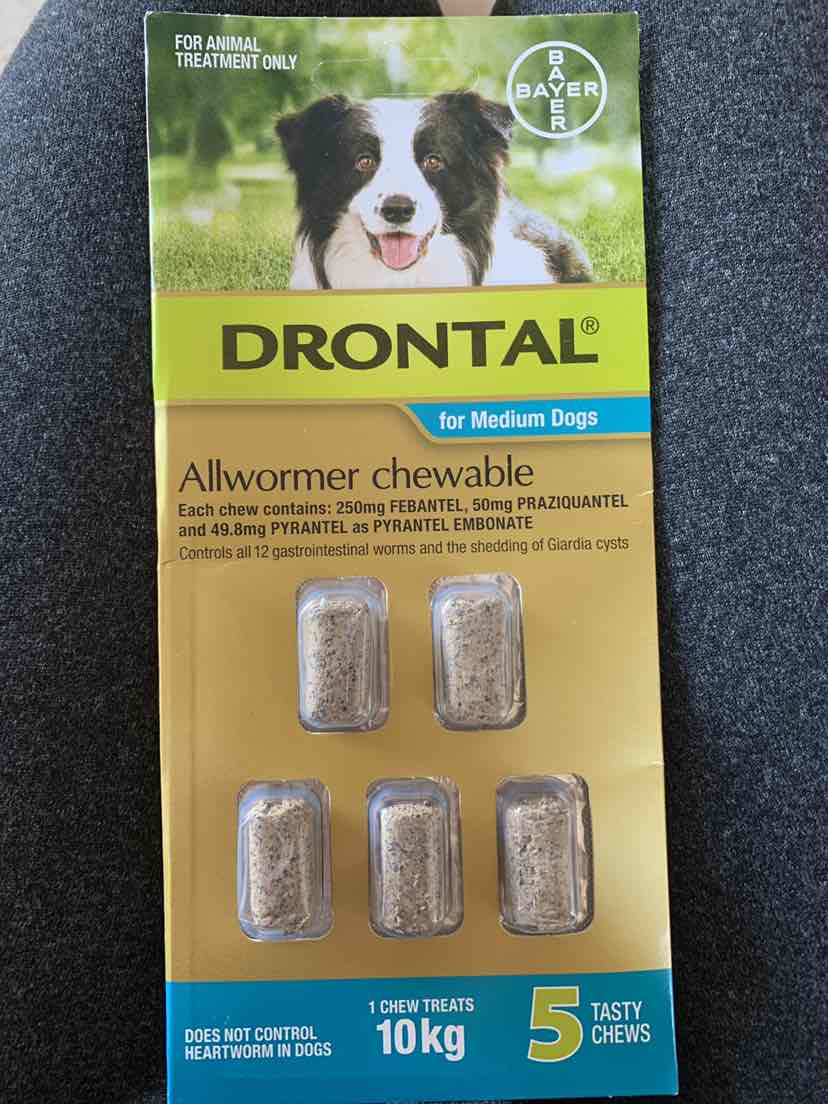 FOR ANIMAL
TREATMENT ONLY
BAYER
BAYER
DRONTAL®
for Medium Dogs
Allwormer chewable
Each chew contains: 250mg FEBANTEL, 50mg PRAZIQUANTEL
and 49.8mg PYRANTEL as PYRANTEL EMBONATE
Controls all 12 gastrointestinal worms and the shedding of Giardia cysts
DOES NOT CONTROL
HEARTWORM IN DOGS
1 CHEW TREATS
10kg
5 TASTY
CHEWS